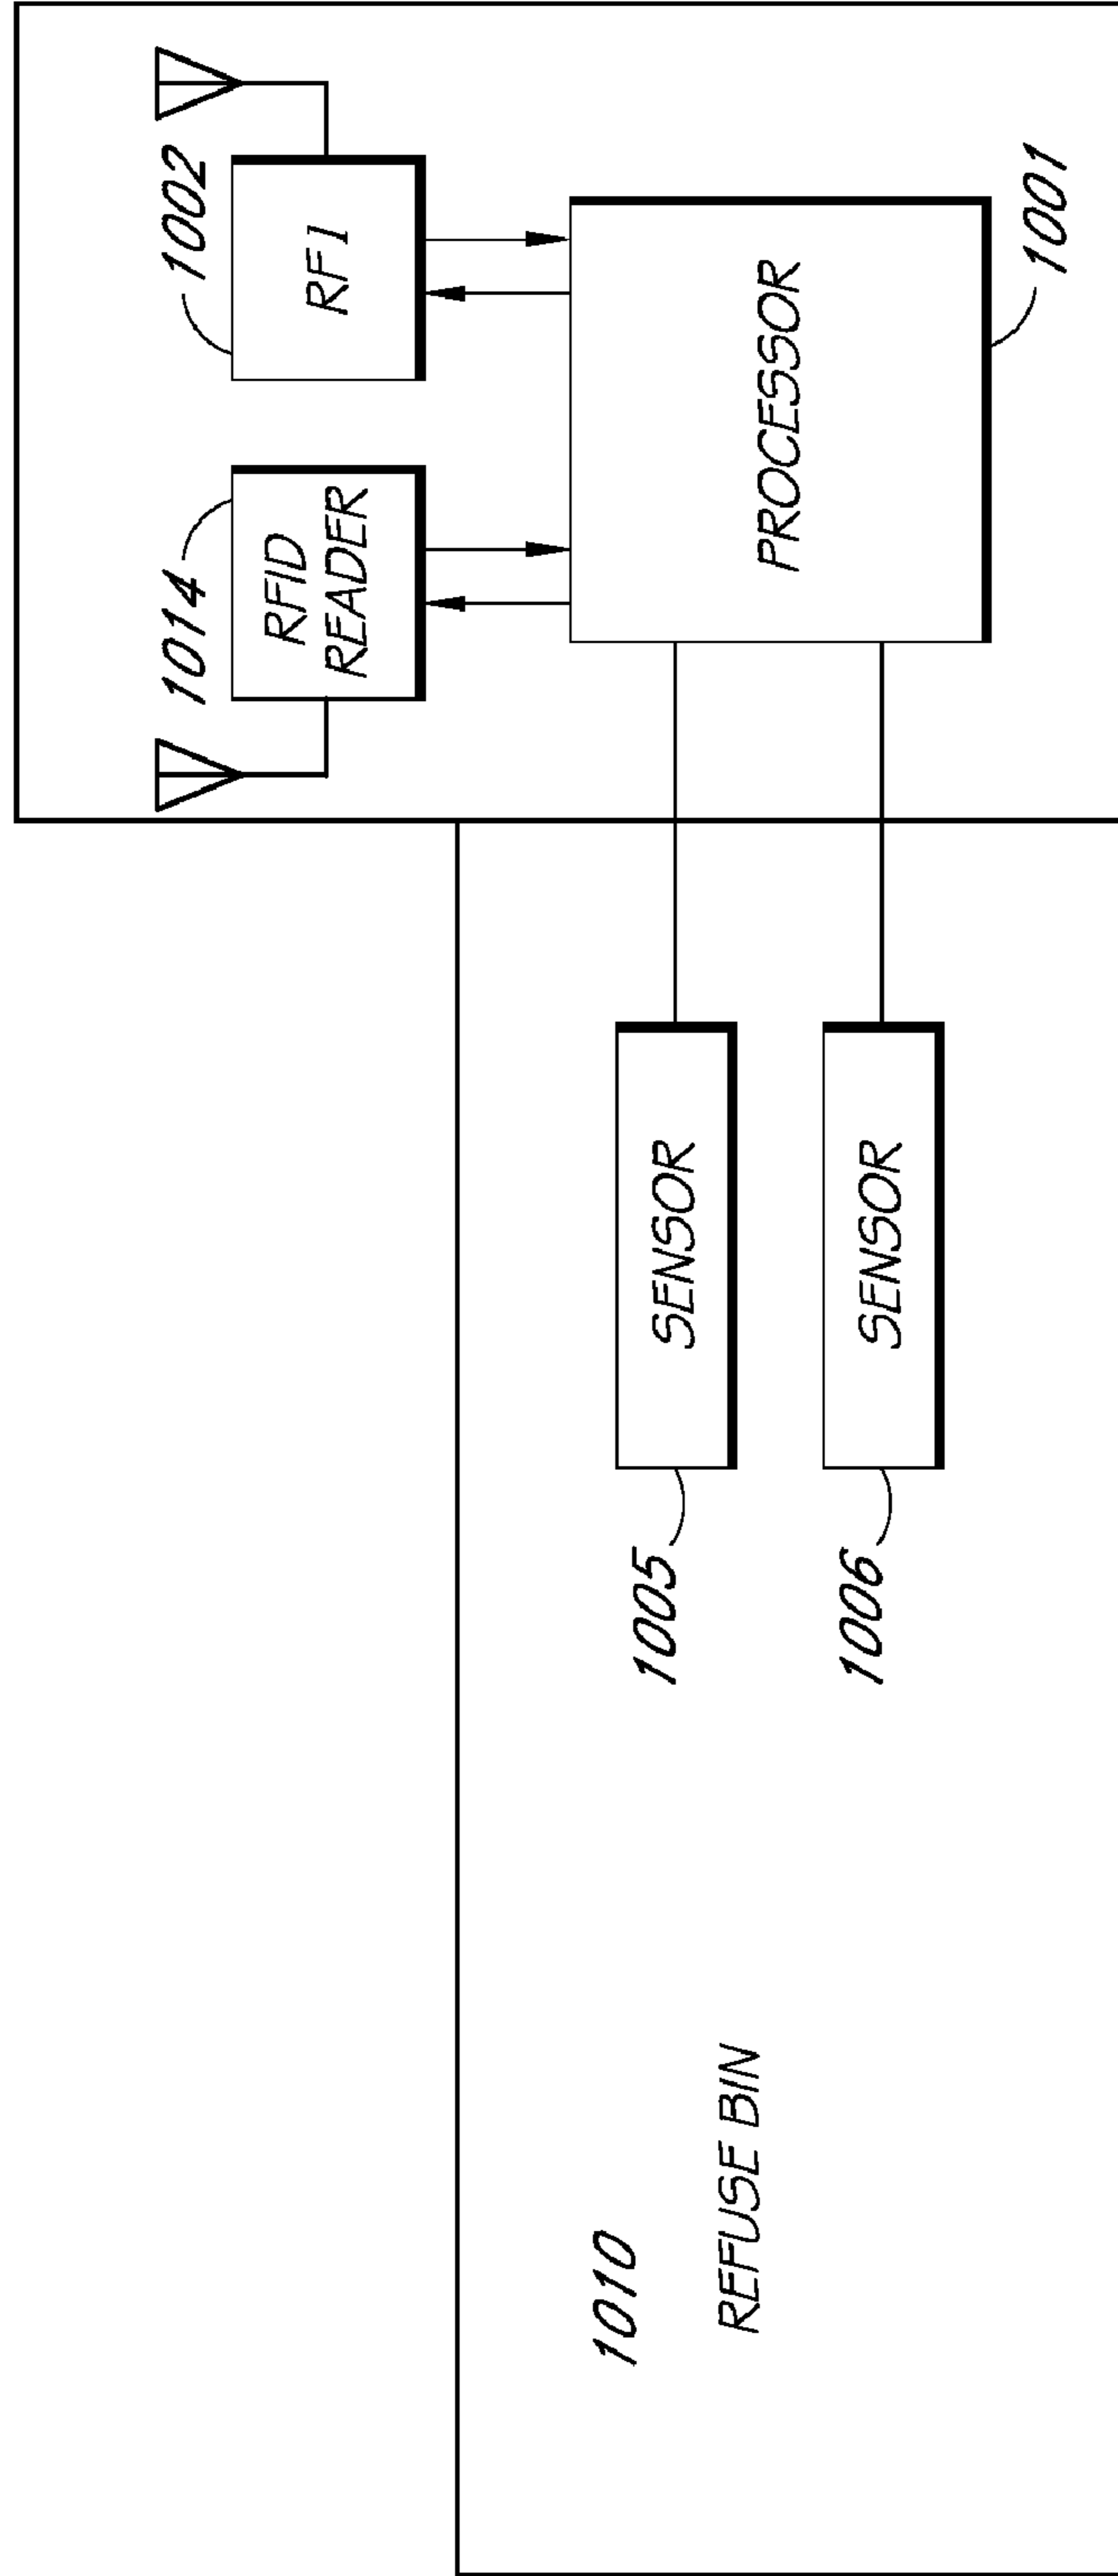 1010
REFUSE BIN
1005
SENSOR
1006
SENSOR
1014
RFID
READER
1002
RF1
PROCESSOR
1001